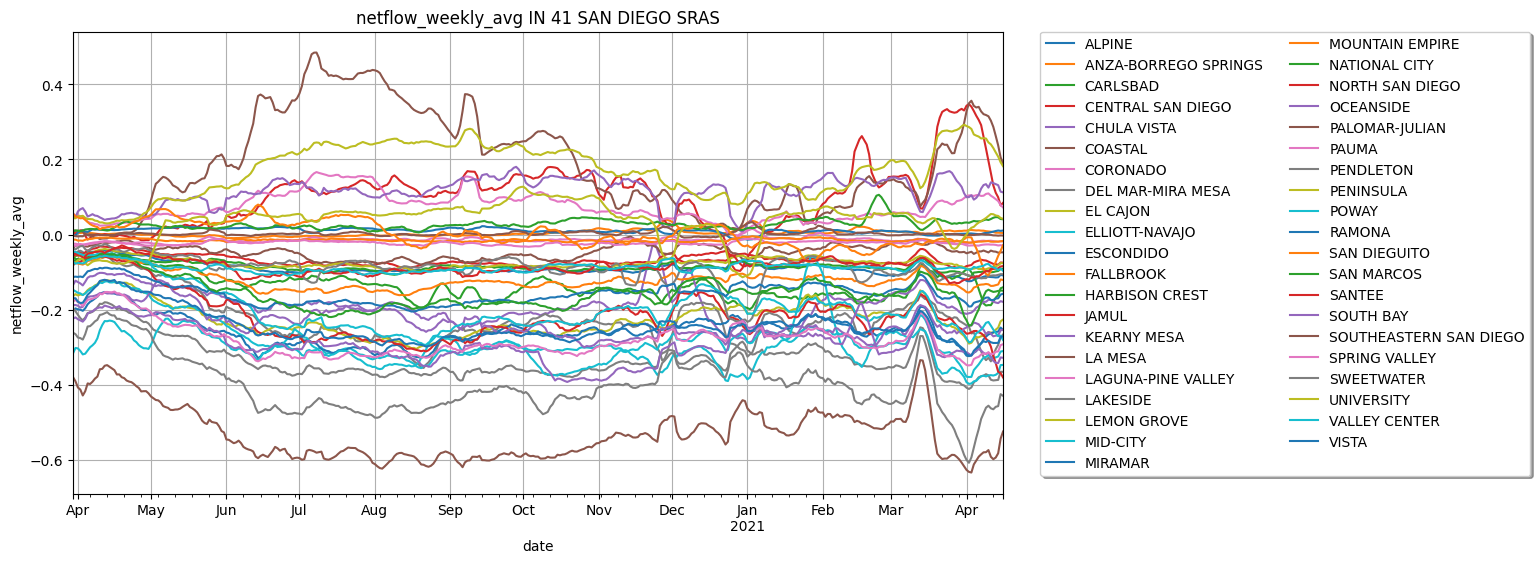 netflow_weekly_avg IN 41 SAN DIEGO SRAS
netflow_weekly_avg
0.4
0.2
0.0
−0.2
−0.4
−0.6
Apr May Jun Jul Aug Sep Oct Nov Dec Jan Feb Mar Apr
2021
date
ALPINE
ANZA-BORREGO SPRINGS
CARLSBAD
CENTRAL SAN DIEGO
CHULA VISTA
COASTAL
CORONADO
DEL MAR-MIRA MESA
EL CAJON
ELLIOTT-NAVAJO
ESCONDIDO
FALLBROOK
HARBISON CREST
JAMUL
KEARNY MESA
LA MESA
LAGUNA-PINE VALLEY
LAKESIDE
LEMON GROVE
MID-CITY
MIRAMAR
MOUNTAIN EMPIRE
NATIONAL CITY
NORTH SAN DIEGO
OCEANSIDE
PALOMAR-JULIAN
PAUMA
PENDLETON
PENINSULA
POWAY
RAMONA
SAN DIEGUITO
SAN MARCOS
SANTEE
SOUTH BAY
SOUTHEASTERN SAN DIEGO
SPRING VALLEY
SWEETWATER
UNIVERSITY
VALLEY CENTER
VISTA